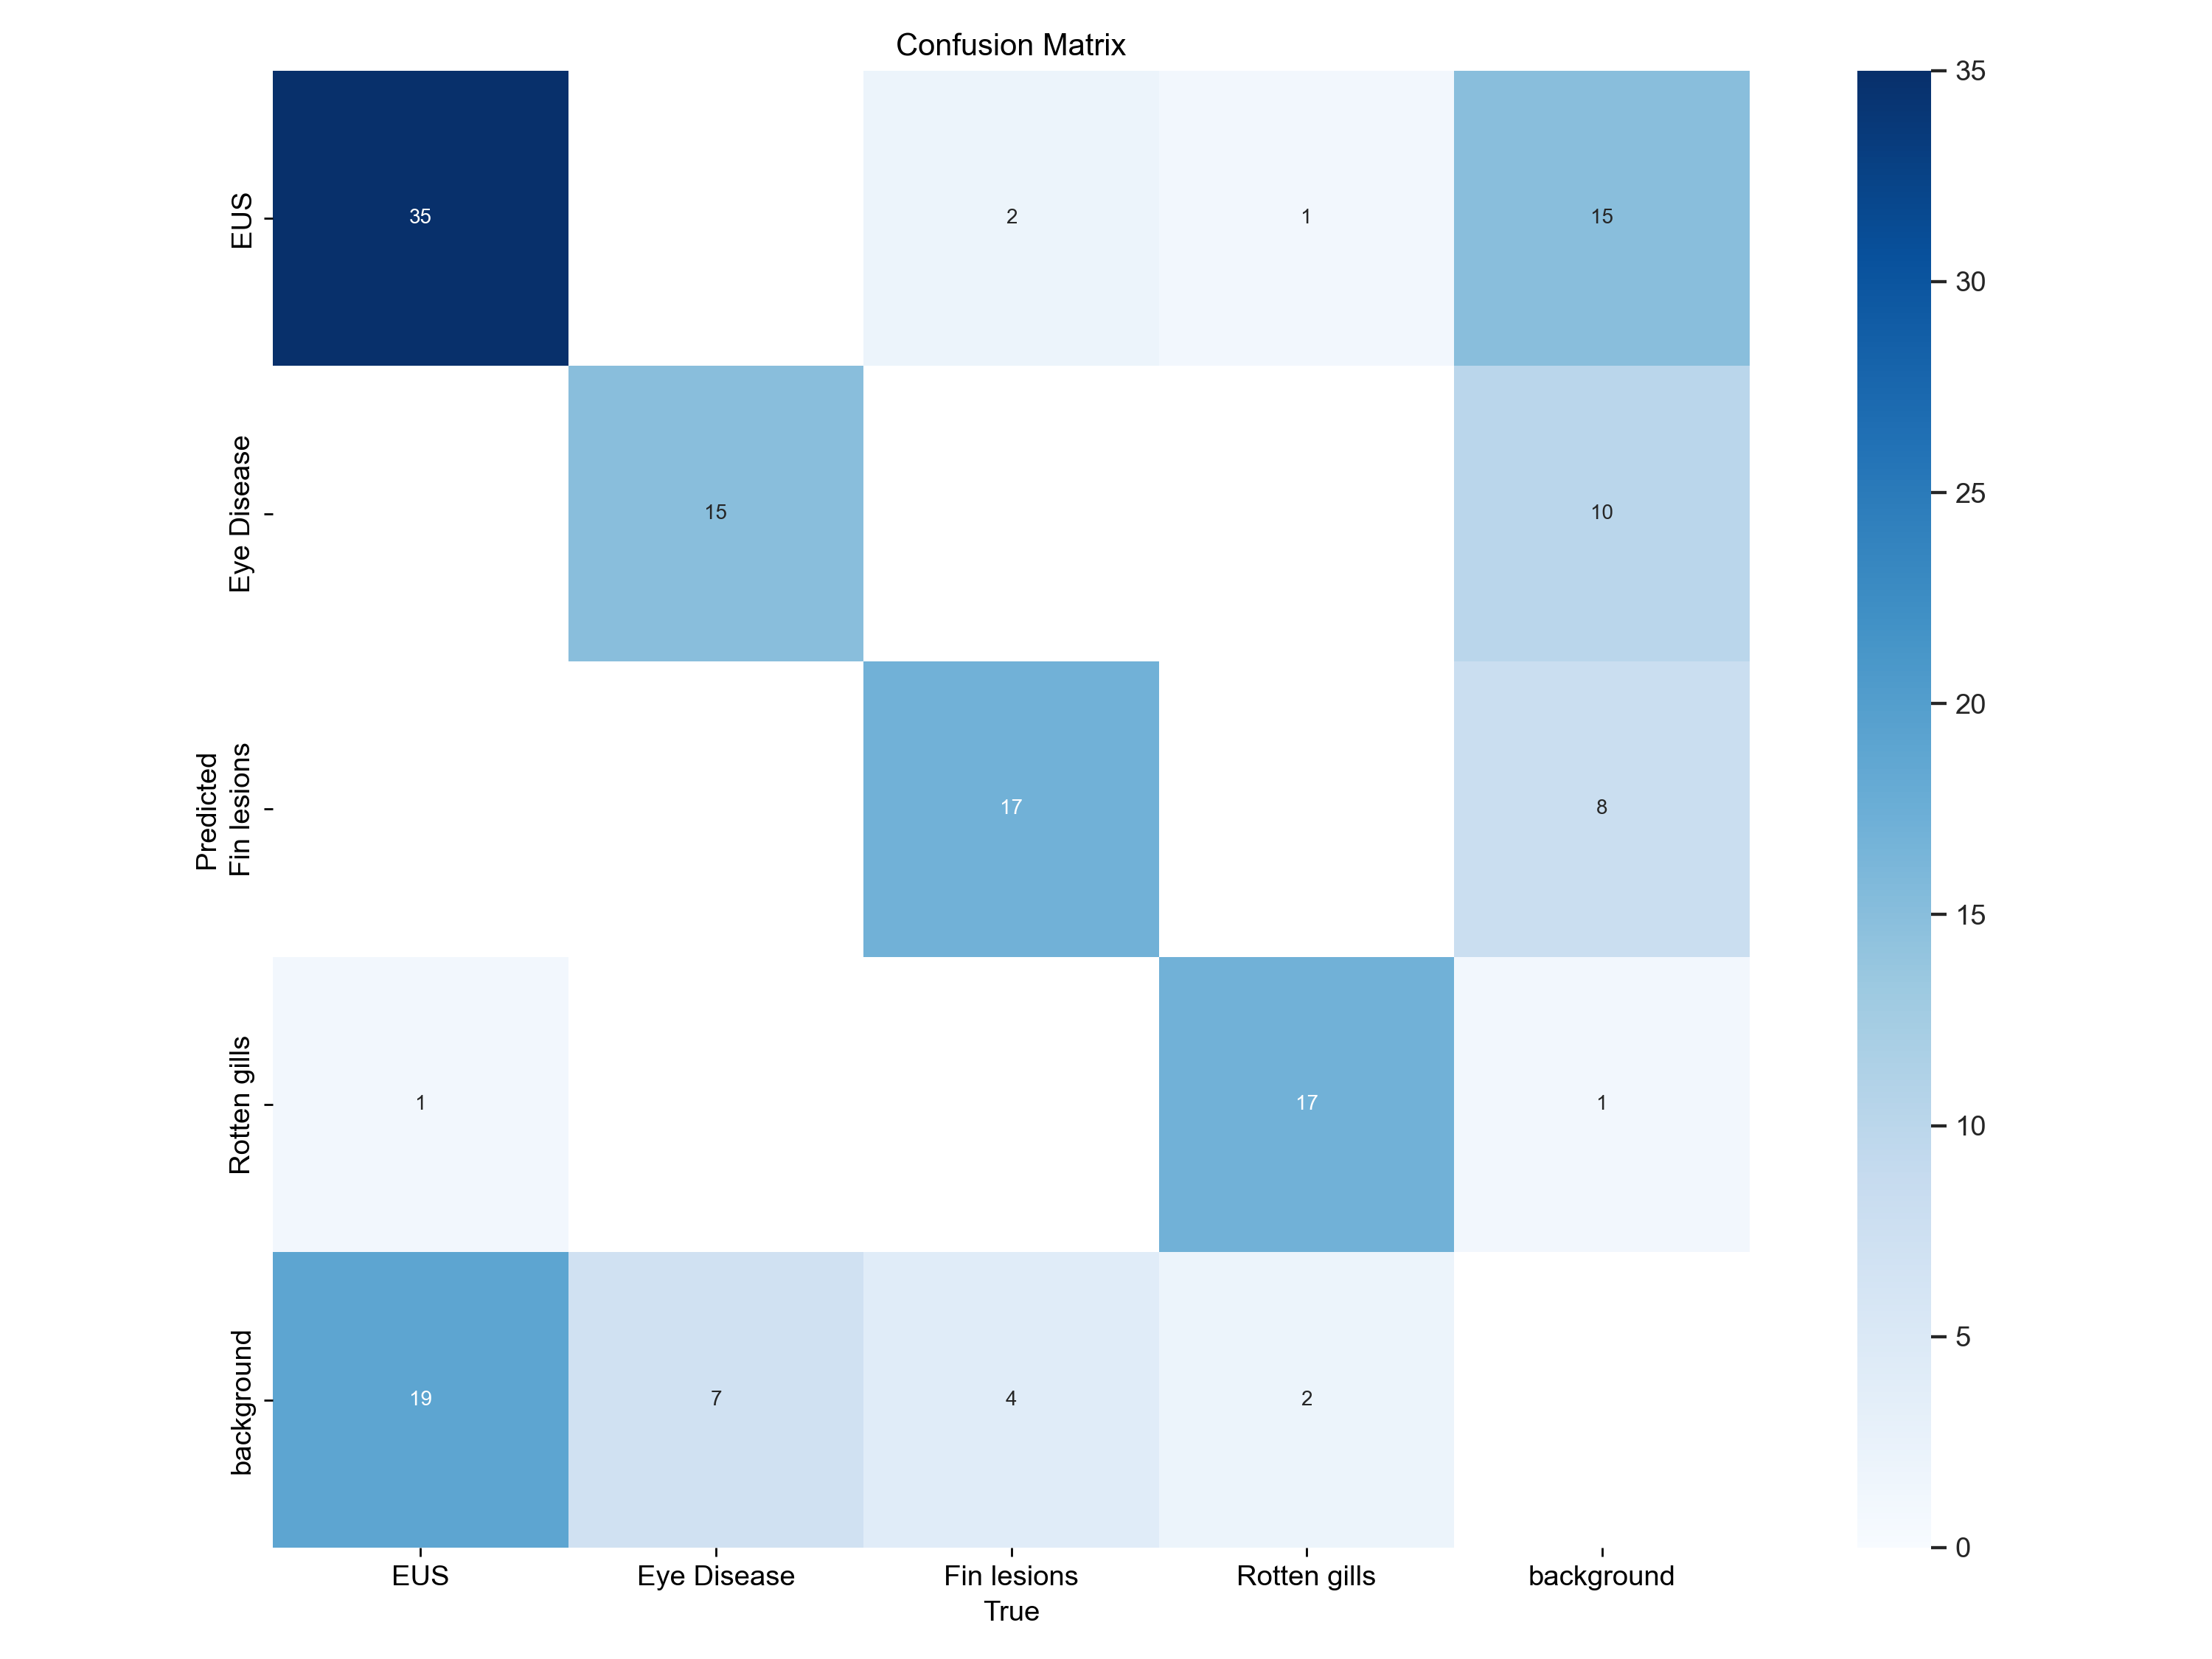 Confusion Matrix
35
2
1
15
15
10
17
8
1
17
1
19
7
4
2
EUS
Eye Disease
Fin lesions
Rotten gills
background
Predicted
EUS
Eye Disease
Fin lesions
Rotten gills
background
True
35
30
25
20
15
10
5
0